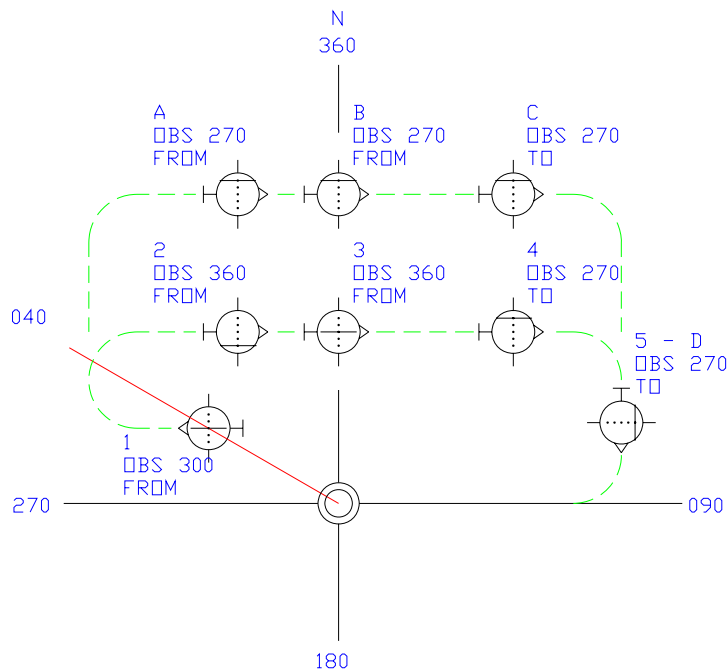 N
360
A
OBS 270
FROM
B
OBS 270
FROM
C
OBS 270
TO
2
OBS 360
FROM
3
OBS 360
FROM
4
OBS 270
TO
040
5 - D
OBS 270
TO
1
OBS 300
FROM
270
090
180